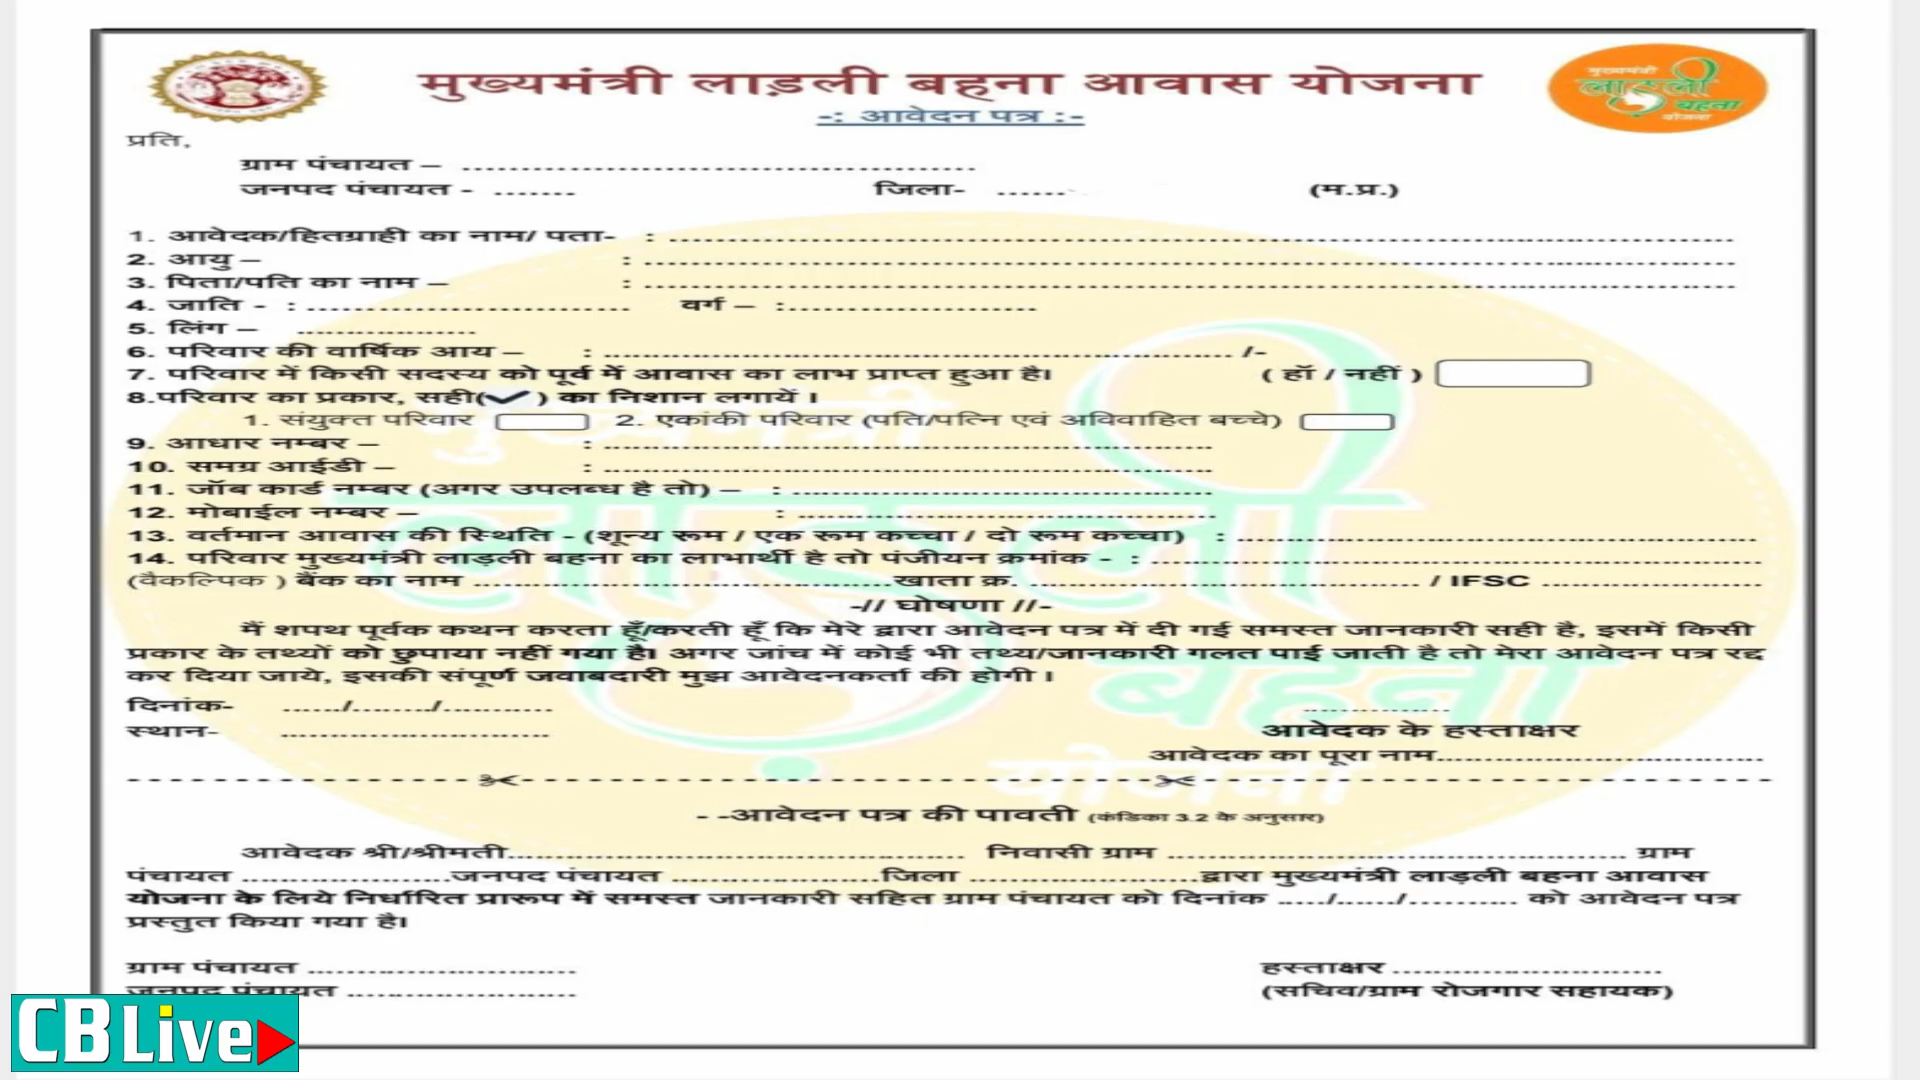 मुख्यमंत्री लाड़ली बहना आवास योजना
मुख्यमंत्री
लाड़ली
बहना
योजना
-: आवेदन पत्र :-
प्रति,
ग्राम पंचायत – ............................................
जनपद पंचायत - ....... जिला- ...... (म.प्र.)
1. आवेदक/हितग्राही का नाम/ पता- : ............................................................
2. आयु – : ............................................................
3. पिता/पति का नाम – : ............................................................
4. जाति - : ............................ वर्ग – :.....................
5. लिंग – ...............
6. परिवार की वार्षिक आय – : ...................................................... /-
7. परिवार में किसी सदस्य को पूर्व में आवास का लाभ प्राप्त हुआ है। ( हॉ / नहीं )
8.परिवार का प्रकार, सही(✓) का निशान लगायें ।
1. संयुक्त परिवार 2. एकांकी परिवार (पति/पत्नि एवं अविवाहित बच्चे)
9. आधार नम्बर – : ....................................................
10. समग्र आईडी – : ....................................................
11. जॉब कार्ड नम्बर (अगर उपलब्ध है तो) – : ....................................
12. मोबाईल नम्बर – : ....................................
13. वर्तमान आवास की स्थिति - (शून्य रूम / एक रूम कच्चा / दो रूम कच्चा) : ............................................
14. परिवार मुख्यमंत्री लाड़ली बहना का लाभार्थी है तो पंजीयन क्रमांक - : ....................................................
(वैकल्पिक ) बैंक का नाम ....................................खाता क्र. .................................. / IFSC ...................
-// घोषणा //-
मैं शपथ पूर्वक कथन करता हूँ/करती हूँ कि मेरे द्वारा आवेदन पत्र में दी गई समस्त जानकारी सही है, इसमें किसी
प्रकार के तथ्यों को छुपाया नहीं गया है। अगर जांच में कोई भी तथ्य/जानकारी गलत पाई जाती है तो मेरा आवेदन पत्र रद्द
कर दिया जाये, इसकी संपूर्ण जवाबदारी मुझ आवेदनकर्ता की होगी ।
दिनांक- ....../......../........... ............
स्थान- ....................... आवेदक के हस्ताक्षर
आवेदक का पूरा नाम............................
- -आवेदन पत्र की पावती (कंडिका 3.2 के अनुसार)
आवेदक श्री/श्रीमती....................................... निवासी ग्राम ....................................... ग्राम
पंचायत ..................जनपद पंचायत ..................जिला ....................द्वारा मुख्यमंत्री लाड़ली बहना आवास
योजना के लिये निर्धारित प्रारूप में समस्त जानकारी सहित ग्राम पंचायत को दिनांक ...../....../.......... को आवेदन पत्र
प्रस्तुत किया गया है।
ग्राम पंचायत ....................... हस्ताक्षर .......................
जनपद पंचायत .................... (सचिव/ग्राम रोजगार सहायक)
CB Live